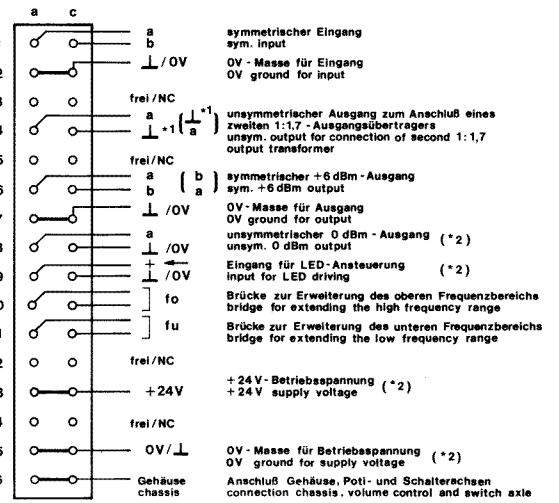 a c
a symmetrischer Eingang
b sym. input
2 ⊥/0V 0V - Masse für Eingang
0V ground for input
3 frei/NC
4 a (⊥*1 unsymmetrischer Ausgang zum Anschluß eines
⊥*1 a) zweiten 1:1,7 - Ausgangsübertragers
unsym. output for connection of second 1:1,7
output transformer
5 frei/NC
6 a (b symmetrischer +6 dBm - Ausgang
b a) sym. +6 dBm output
7 ⊥/0V 0V - Masse für Ausgang
0V ground for output
8 a unsymmetrischer 0 dBm - Ausgang (*2)
⊥/0V unsym. 0 dBm output
9 + ← Eingang für LED-Ansteuerung (*2)
⊥/0V input for LED driving
0 ] fo Brücke zur Erweiterung des oberen Frequenzbereichs
bridge for extending the high frequency range
1 ] fu Brücke zur Erweiterung des unteren Frequenzbereichs
bridge for extending the low frequency range
2 frei/NC
3 +24V +24V - Betriebsspannung (*2)
+24V supply voltage
4 frei/NC
5 0V/⊥ 0V - Masse für Betriebsspannung (*2)
0V ground for supply voltage
6 Gehäuse Anschluß Gehäuse, Poti- und Schalterachsen
chassis connection chassis, volume control and switch axle